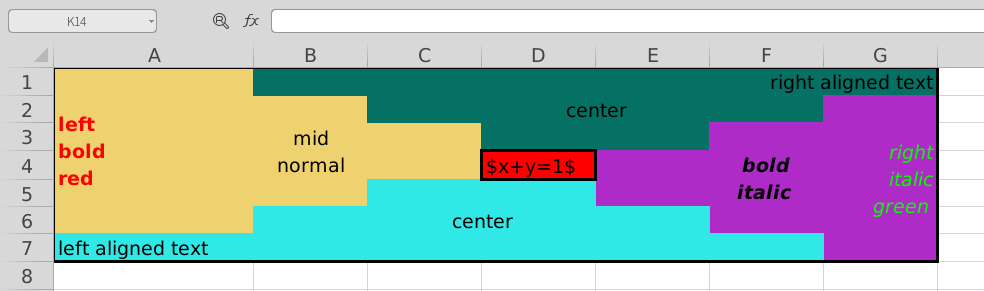 K14
fx
A B C D E F G
1 right aligned text
2 center
left
bold
red
3 mid
normal
4 $x+y=1$
bold
italic
right
italic
green
5
6 center
7 left aligned text
8